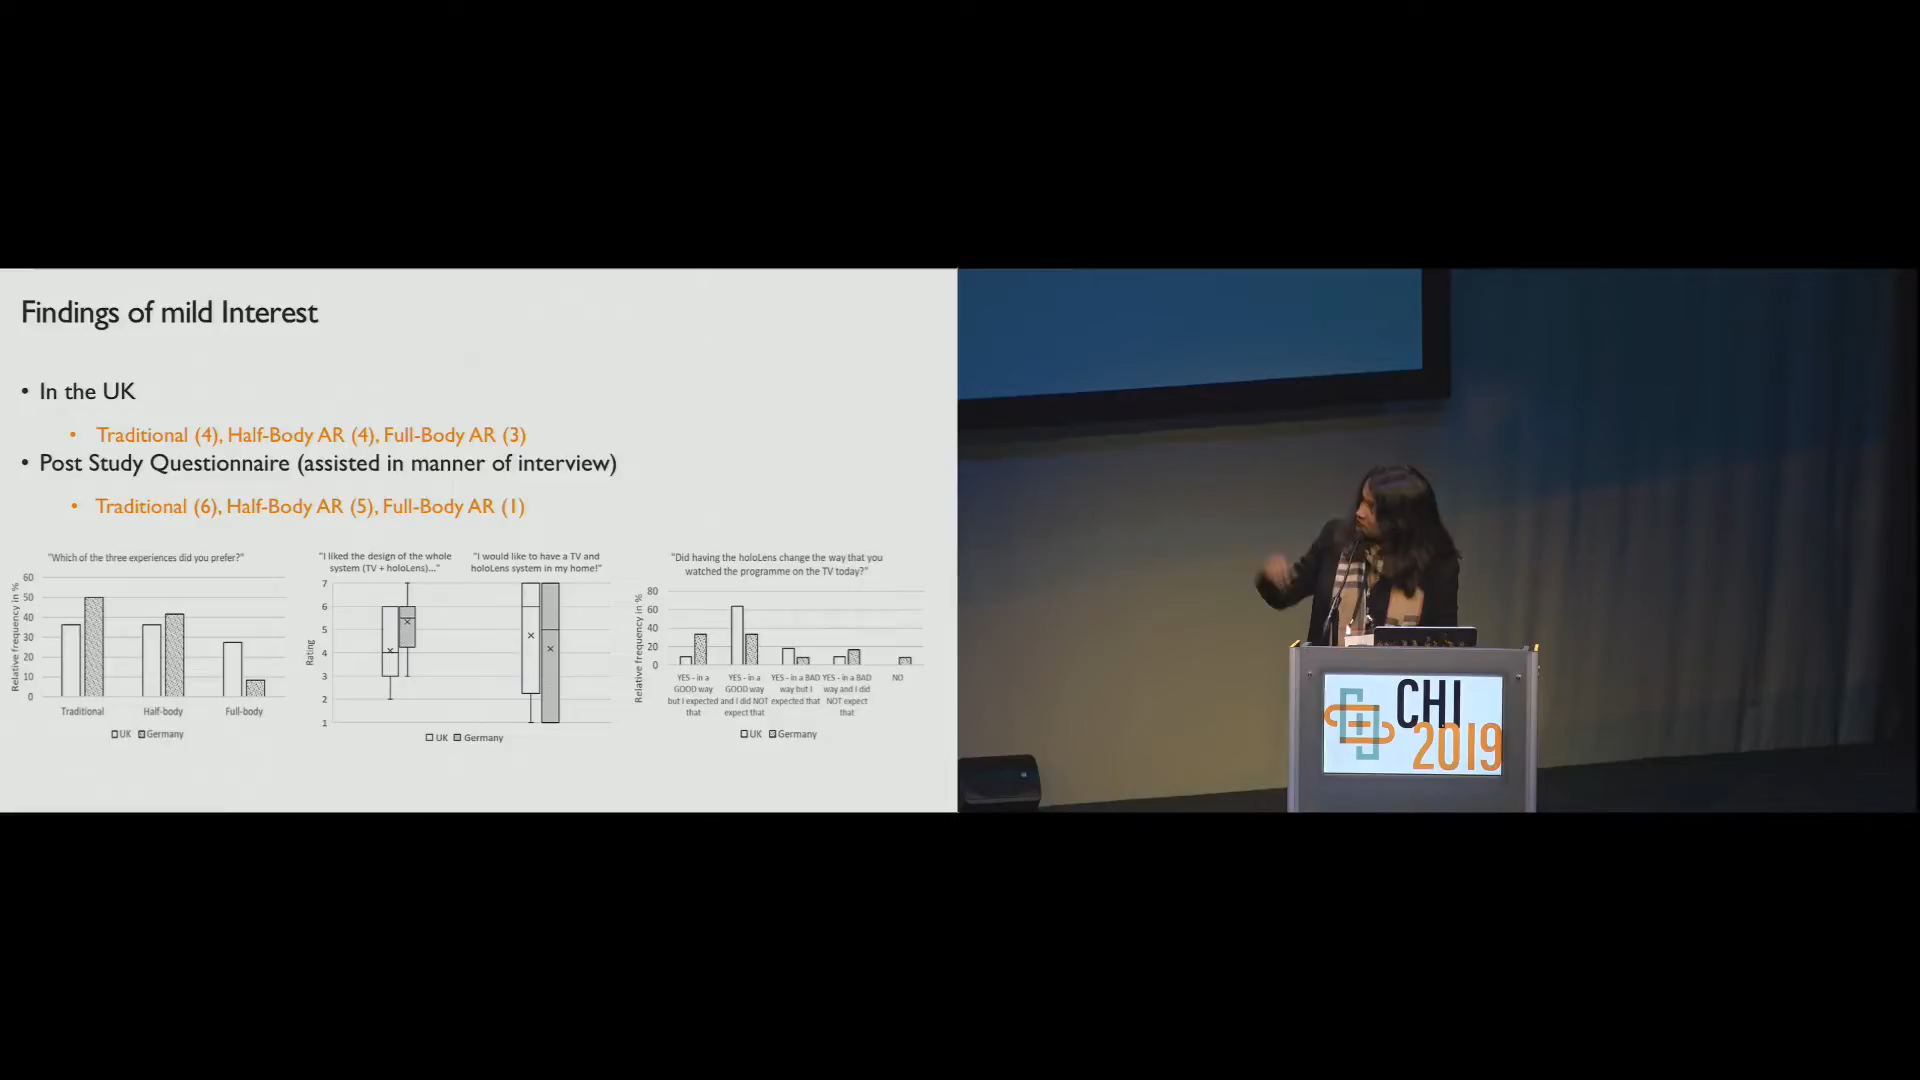 Findings of mild Interest
• In the UK
• Traditional (4), Half-Body AR (4), Full-Body AR (3)
• Post Study Questionnaire (assisted in manner of interview)
• Traditional (6), Half-Body AR (5), Full-Body AR (1)
"Which of the three experiences did you prefer?"
Relative frequency in %
60
50
40
30
20
10
0
Traditional Half-body Full-body
UK Germany
"I liked the design of the whole
system (TV + holoLens)..."
"I would like to have a TV and
holoLens system in my home!"
Rating
7
6
5
4
3
2
1
UK Germany
"Did having the holoLens change the way that you
watched the programme on the TV today?"
Relative frequency in %
80
60
40
20
0
YES - in a
GOOD way
but I expected
that
YES - in a
GOOD way
and I did NOT
expect that
YES - in a BAD
way but I
expected that
YES - in a BAD
way and I did
NOT expect
that
NO
UK Germany
CHI
2019